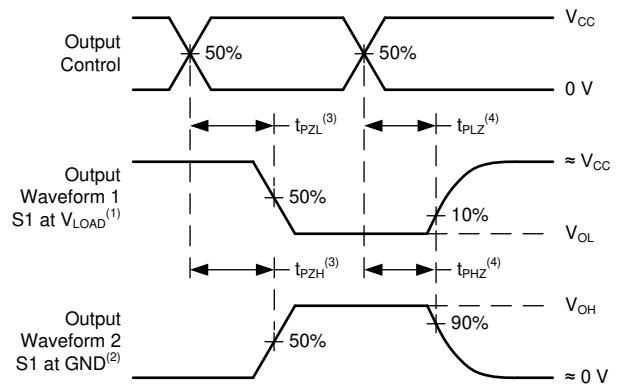 Output
Control
50%
50%
V_CC
0 V
t_PZL^(3)
t_PLZ^(4)
Output
Waveform 1
S1 at V_LOAD^(1)
50%
10%
≈ V_CC
V_OL
t_PZH^(3)
t_PHZ^(4)
Output
Waveform 2
S1 at GND^(2)
50%
90%
V_OH
≈ 0 V